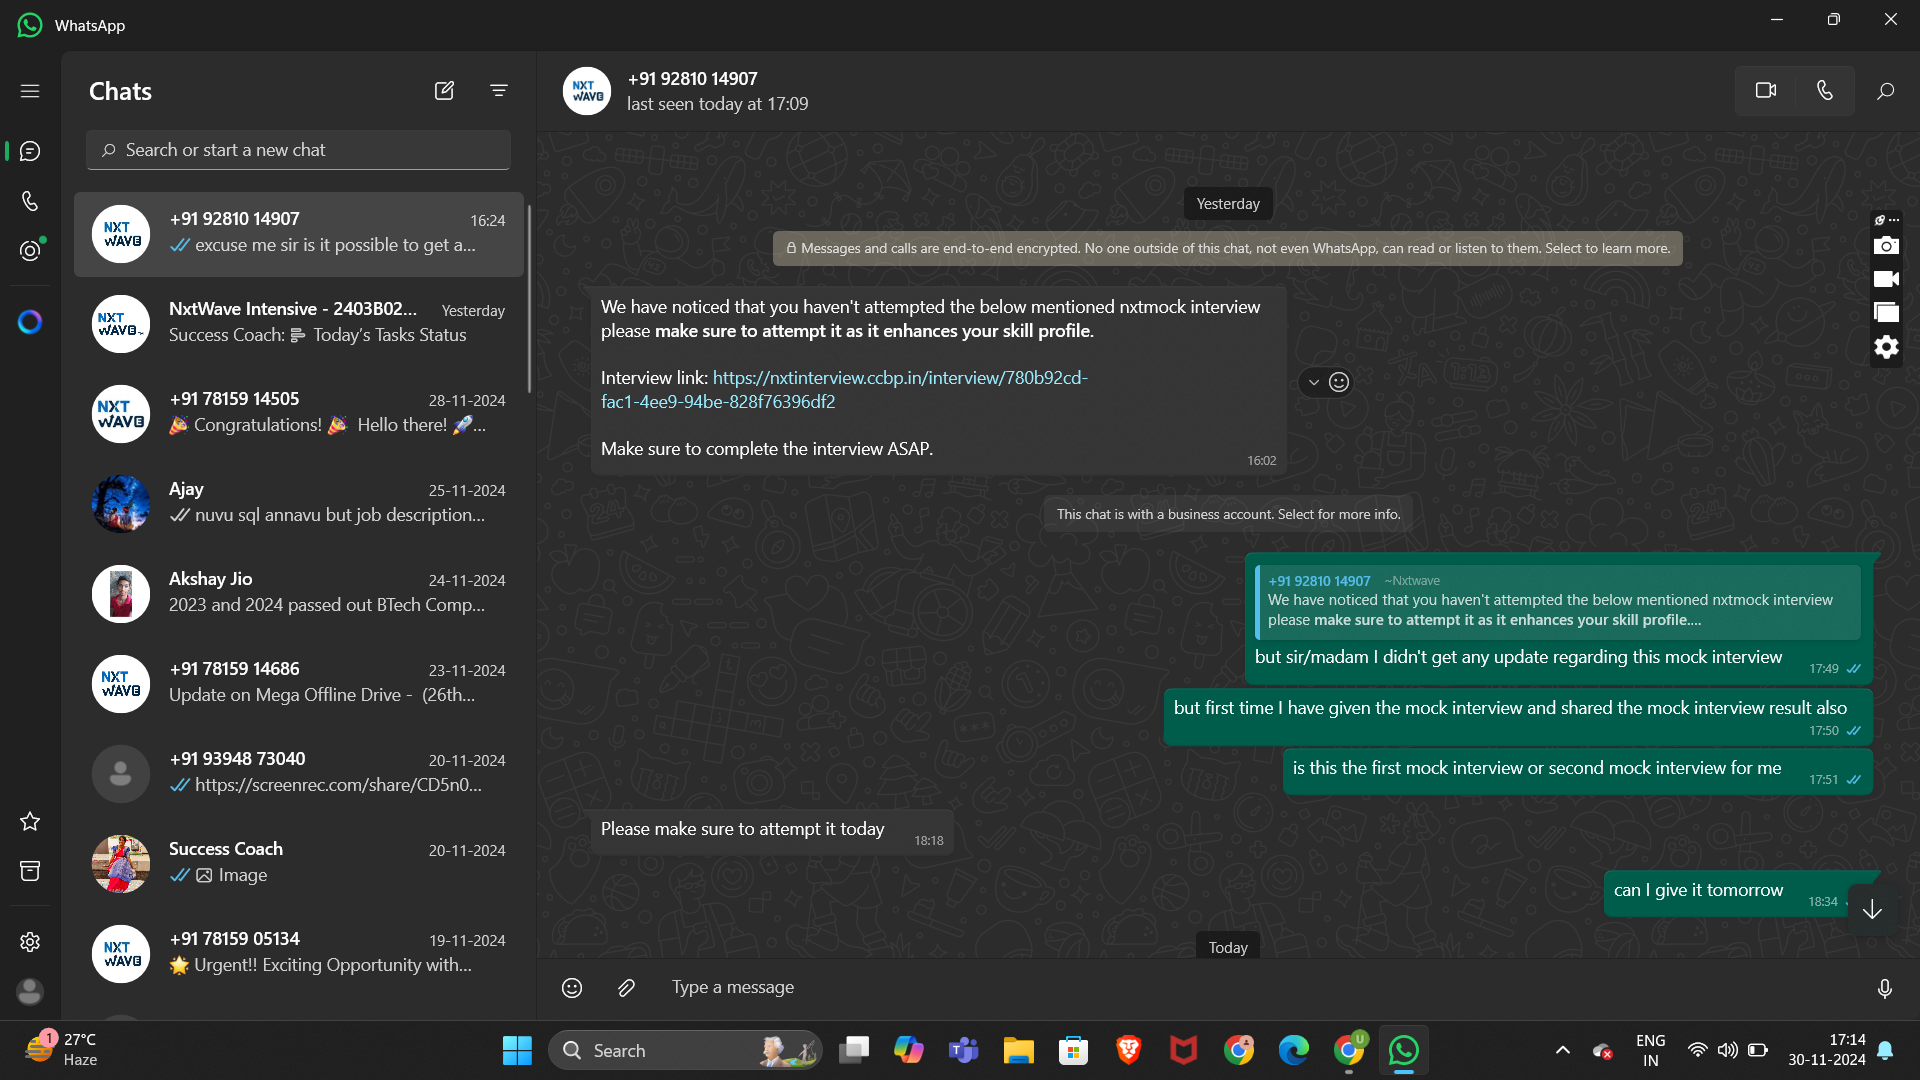 WhatsApp
Chats
Search or start a new chat
NXT
WAVE
+91 92810 14907
16:24
excuse me sir is it possible to get a...
NXT
WAVE
NxtWave Intensive - 2403B02...
Yesterday
Success Coach: Today's Tasks Status
NXT
WAVE
+91 78159 14505
28-11-2024
🎉 Congratulations! 🎉 Hello there! 🚀...
Ajay
25-11-2024
nuvu sql annavu but job description...
Akshay Jio
24-11-2024
2023 and 2024 passed out BTech Comp...
NXT
WAVE
+91 78159 14686
23-11-2024
Update on Mega Offline Drive - (26th...
+91 93948 73040
20-11-2024
https://screenrec.com/share/CD5n0...
Success Coach
20-11-2024
Image
NXT
WAVE
+91 78159 05134
19-11-2024
🌟 Urgent!! Exciting Opportunity with...
NXT
WAVE
+91 92810 14907
last seen today at 17:09
Yesterday
Messages and calls are end-to-end encrypted. No one outside of this chat, not even WhatsApp, can read or listen to them. Select to learn more.
We have noticed that you haven't attempted the below mentioned nxtmock interview
please make sure to attempt it as it enhances your skill profile.
Interview link: https://nxtinterview.ccbp.in/interview/780b92cd-
fac1-4ee9-94be-828f76396df2
Make sure to complete the interview ASAP.
16:02
This chat is with a business account. Select for more info.
+91 92810 14907 ~Nxtwave
We have noticed that you haven't attempted the below mentioned nxtmock interview
please make sure to attempt it as it enhances your skill profile....
but sir/madam I didn't get any update regarding this mock interview
17:49
but first time I have given the mock interview and shared the mock interview result also
17:50
is this the first mock interview or second mock interview for me
17:51
Please make sure to attempt it today
18:18
can I give it tomorrow
18:34
Today
Type a message
1
27°C
Haze
Search
U
ENG
IN
17:14
30-11-2024